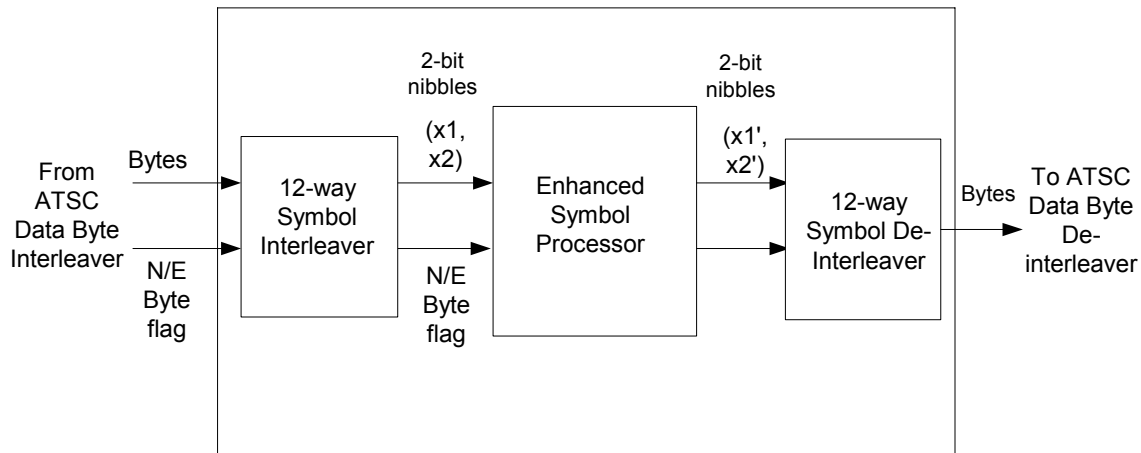 From
ATSC
Data Byte
Interleaver
Bytes
N/E
Byte
flag
12-way
Symbol
Interleaver
2-bit
nibbles
(x1,
x2)
N/E
Byte
flag
Enhanced
Symbol
Processor
2-bit
nibbles
(x1',
x2')
12-way
Symbol De-
Interleaver
Bytes
To ATSC
Data Byte
De-
interleaver